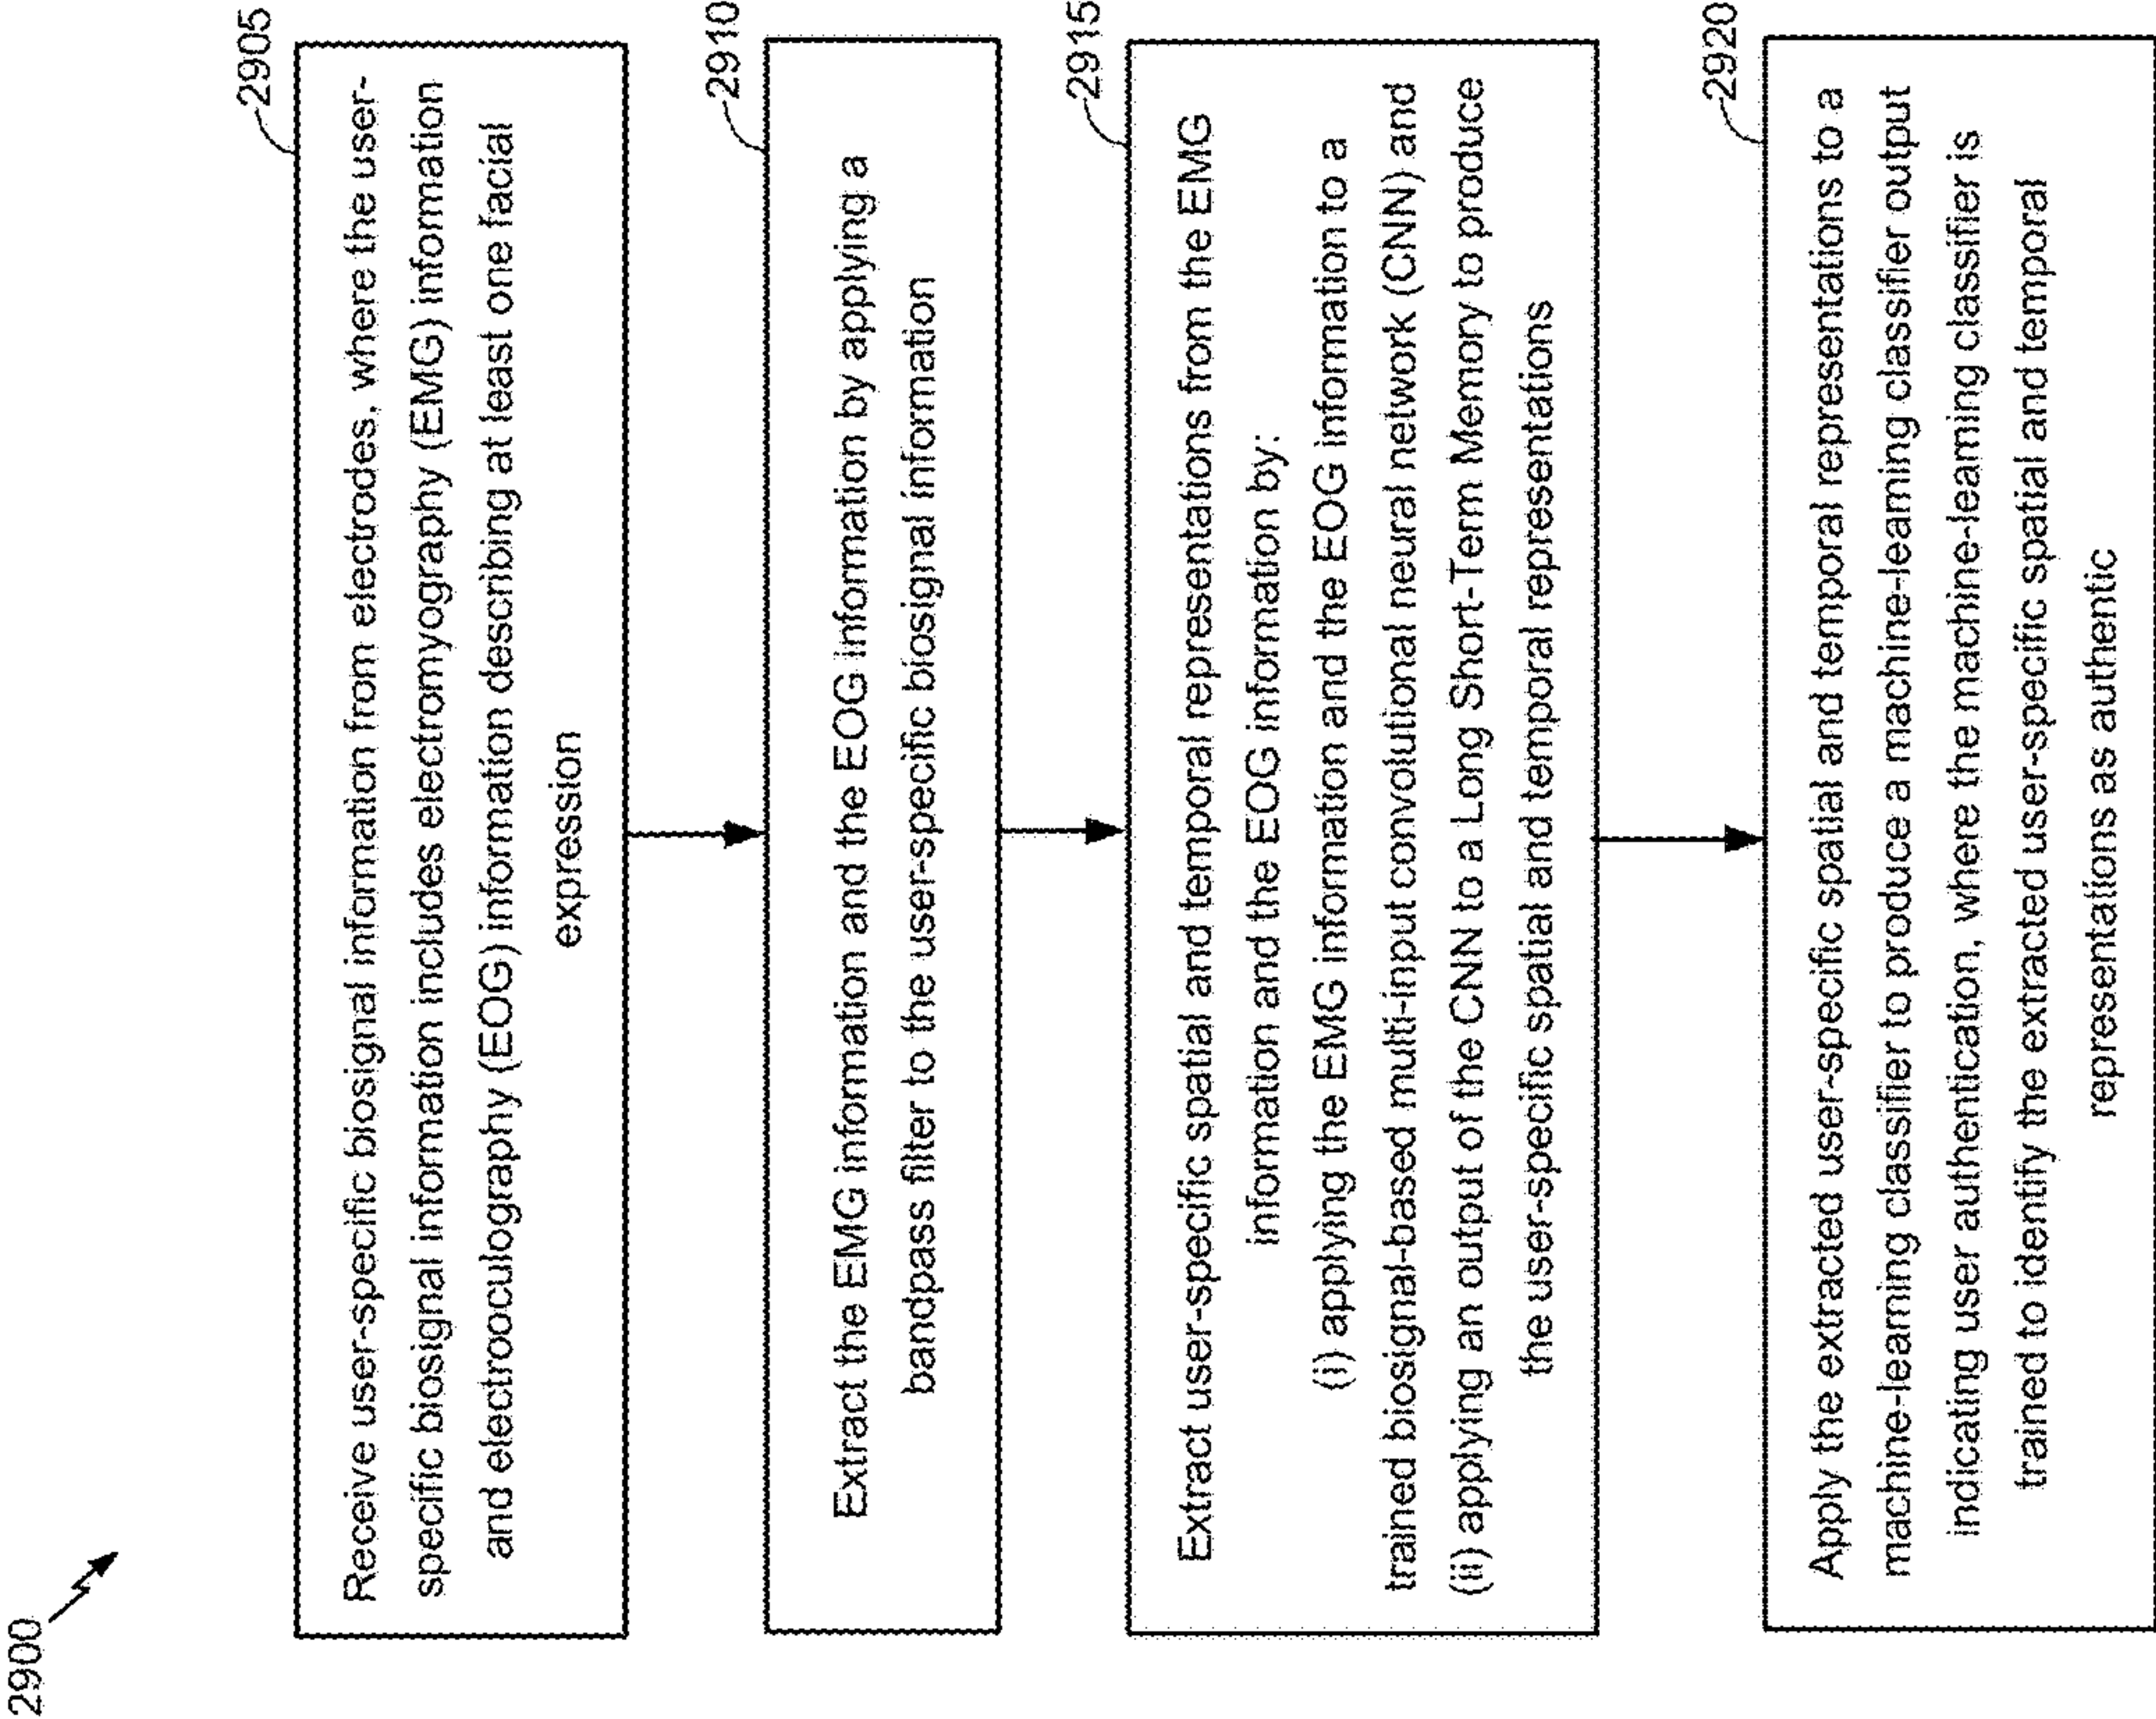 2900
2905
Receive user-specific biosignal information from electrodes, where the user-
specific biosignal information includes electromyography (EMG) information
and electrooculography (EOG) information describing at least one facial
expression
2910
Extract the EMG information and the EOG information by applying a
bandpass filter to the user-specific biosignal information
2915
Extract user-specific spatial and temporal representations from the EMG
information and the EOG information by:
(i) applying the EMG information and the EOG information to a
trained biosignal-based multi-input convolutional neural network (CNN) and
(ii) applying an output of the CNN to a Long Short-Term Memory to produce
the user-specific spatial and temporal representations
2920
Apply the extracted user-specific spatial and temporal representations to a
machine-learning classifier to produce a machine-learning classifier output
indicating user authentication, where the machine-learning classifier is
trained to identify the extracted user-specific spatial and temporal
representations as authentic